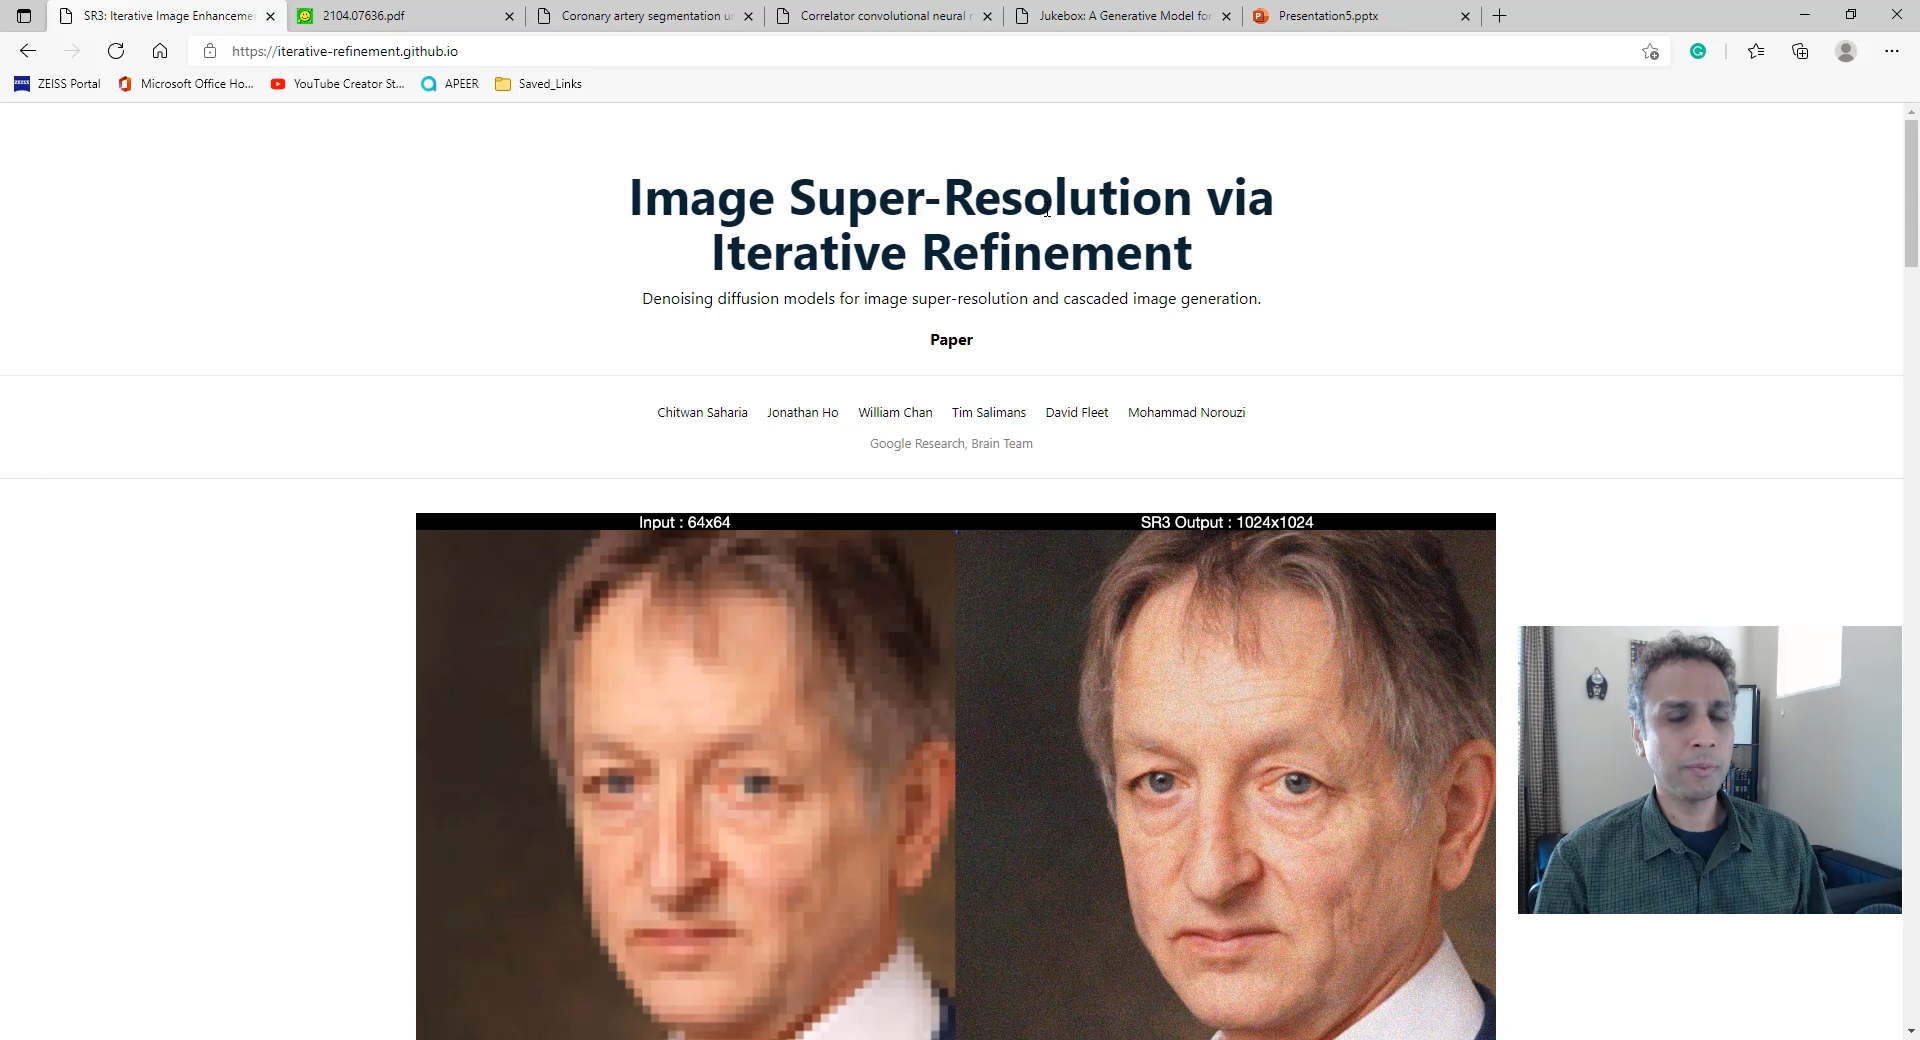 SR3: Iterative Image Enhanceme
2104.07636.pdf
Coronary artery segmentation u
Correlator convolutional neural r
Jukebox: A Generative Model fo
Presentation5.pptx
https://iterative-refinement.github.io
ZEISS Portal
Microsoft Office Ho...
YouTube Creator St...
APEER
Saved_Links
Image Super-Resolution via
Iterative Refinement
Denoising diffusion models for image super-resolution and cascaded image generation.
Paper
Chitwan Saharia Jonathan Ho William Chan Tim Salimans David Fleet Mohammad Norouzi
Google Research, Brain Team
Input : 64x64
SR3 Output : 1024x1024